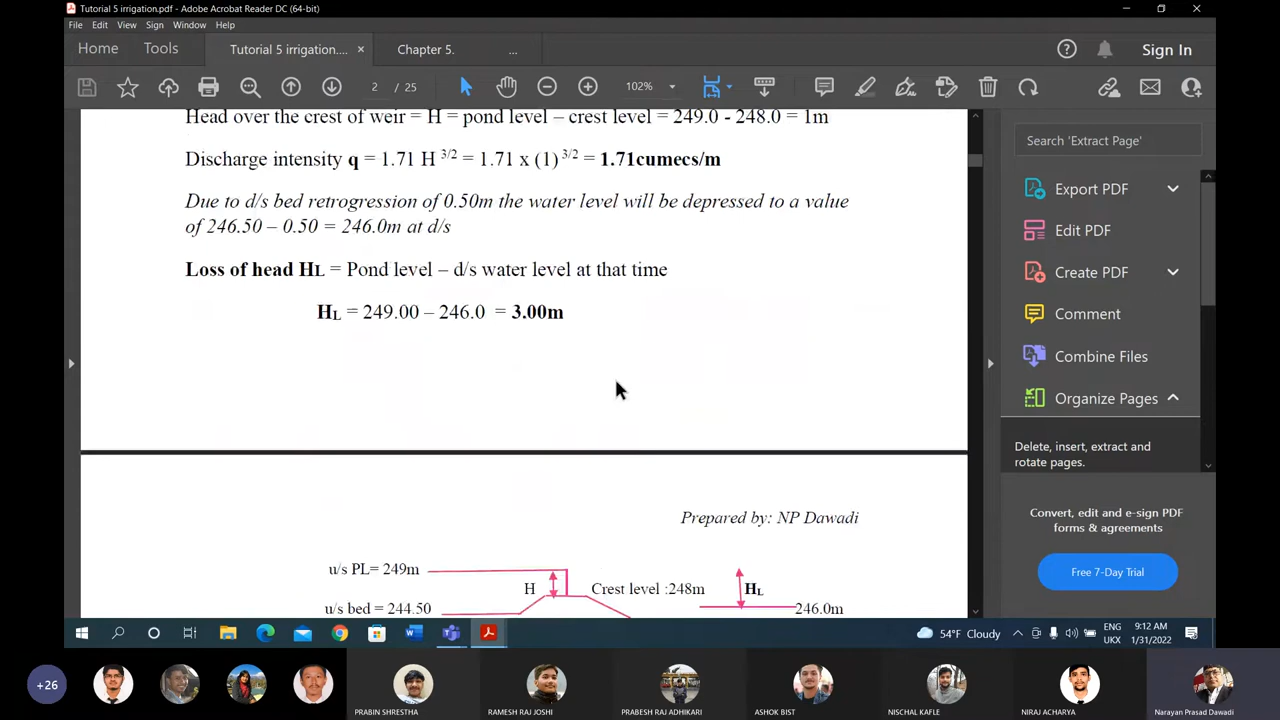 Tutorial 5 irrigation.pdf - Adobe Acrobat Reader DC (64-bit)
File Edit View Sign Window Help
Home Tools Tutorial 5 irrigation.... × Chapter 5. ... Sign In
2 / 25 102%
Head over the crest of weir = H = pond level – crest level = 249.0 - 248.0 = 1m
Discharge intensity q = 1.71 H 3/2 = 1.71 x (1) 3/2 = 1.71cumecs/m
Due to d/s bed retrogression of 0.50m the water level will be depressed to a value
of 246.50 – 0.50 = 246.0m at d/s
Loss of head HL = Pond level – d/s water level at that time
HL = 249.00 – 246.0 = 3.00m
Prepared by: NP Dawadi
u/s PL= 249m
H Crest level :248m HL
u/s bed = 244.50 246.0m
Search 'Extract Page'
Export PDF
Edit PDF
Create PDF
Comment
Combine Files
Organize Pages
Delete, insert, extract and
rotate pages.
Convert, edit and e-sign PDF
forms & agreements
Free 7-Day Trial
54°F Cloudy
ENG
UKX
9:12 AM
1/31/2022
+26
PRABIN SHRESTHA
RAMESH RAJ JOSHI
PRABESH RAJ ADHIKARI
ASHOK BIST
NISCHAL KAFLE
NIRAJ ACHARYA
Narayan Prasad Dawadi